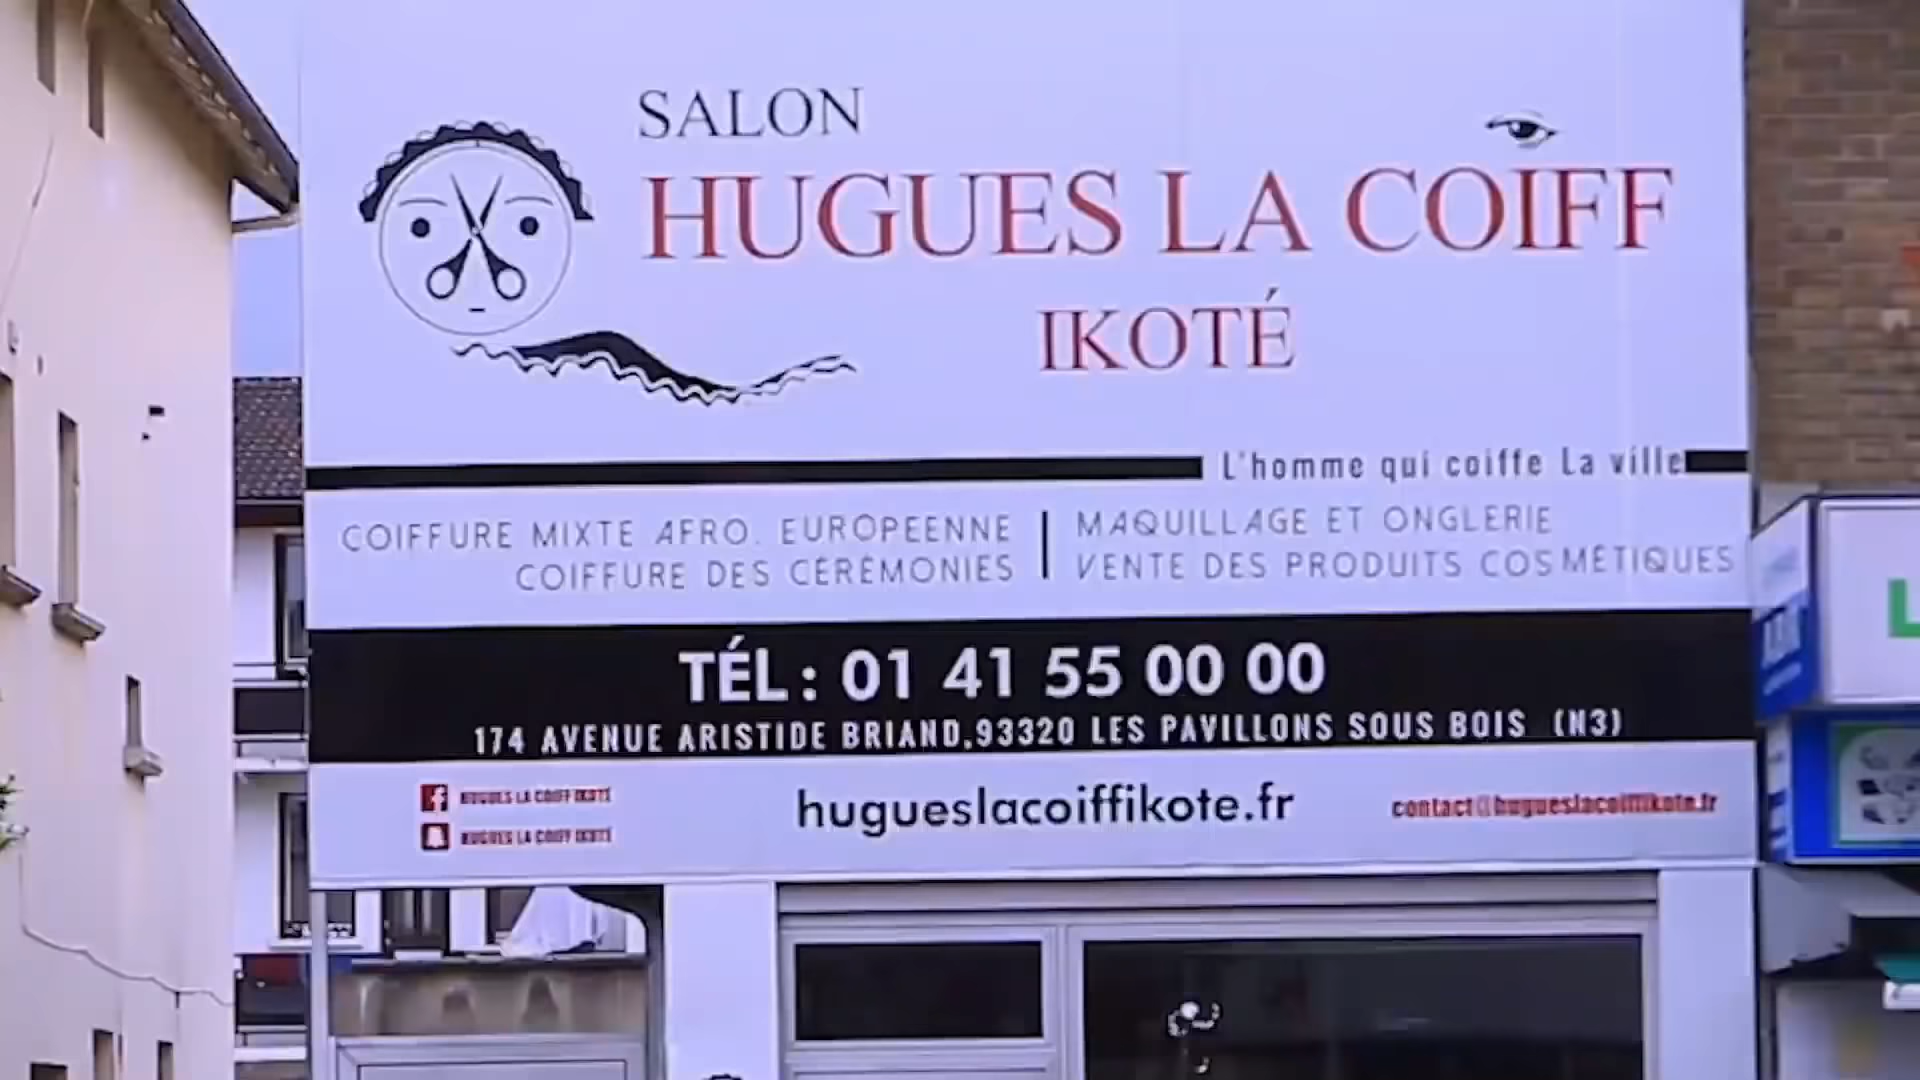 SALON
HUGUES LA COIFF
IKOTÉ
L'homme qui coiffe La ville
COIFFURE MIXTE AFRO. EUROPEENNE
COIFFURE DES CÉRÉMONIES
MAQUILLAGE ET ONGLERIE
VENTE DES PRODUITS COSMÉTIQUES
TÉL: 01 41 55 00 00
174 AVENUE ARISTIDE BRIAND.93320 LES PAVILLONS SOUS BOIS (N3)
HUGUES LA COIFF IKOTÉ
HUGUES LA COIFF IKOTÉ
hugueslacoiffikote.fr
contact@hugueslacoiffikote.fr